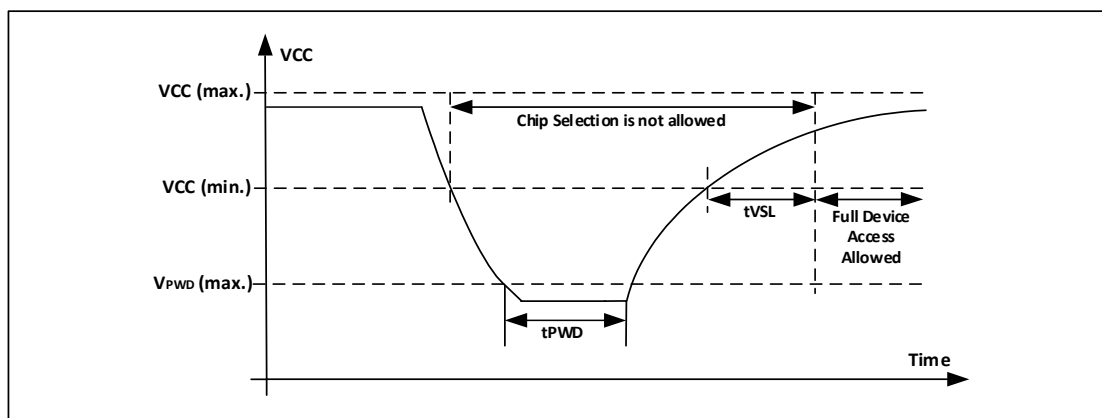 VCC
VCC (max.)
Chip Selection is not allowed
VCC (min.)
tVSL
Full Device
Access
Allowed
VPWD (max.)
tPWD
Time